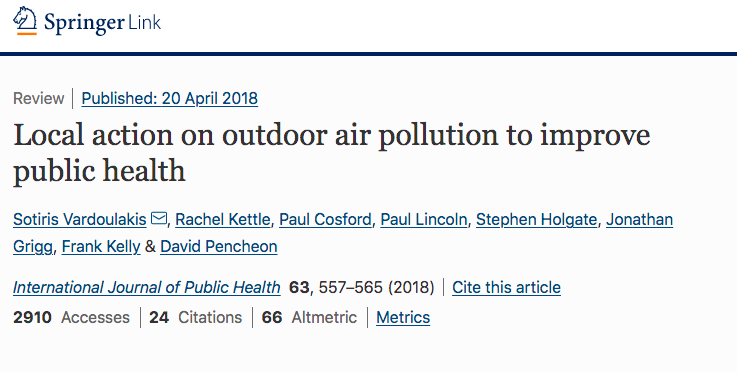 Springer Link
Review | Published: 20 April 2018
Local action on outdoor air pollution to improve
public health
Sotiris Vardoulakis, Rachel Kettle, Paul Cosford, Paul Lincoln, Stephen Holgate, Jonathan
Grigg, Frank Kelly & David Pencheon
International Journal of Public Health 63, 557–565 (2018) | Cite this article
2910 Accesses | 24 Citations | 66 Altmetric | Metrics